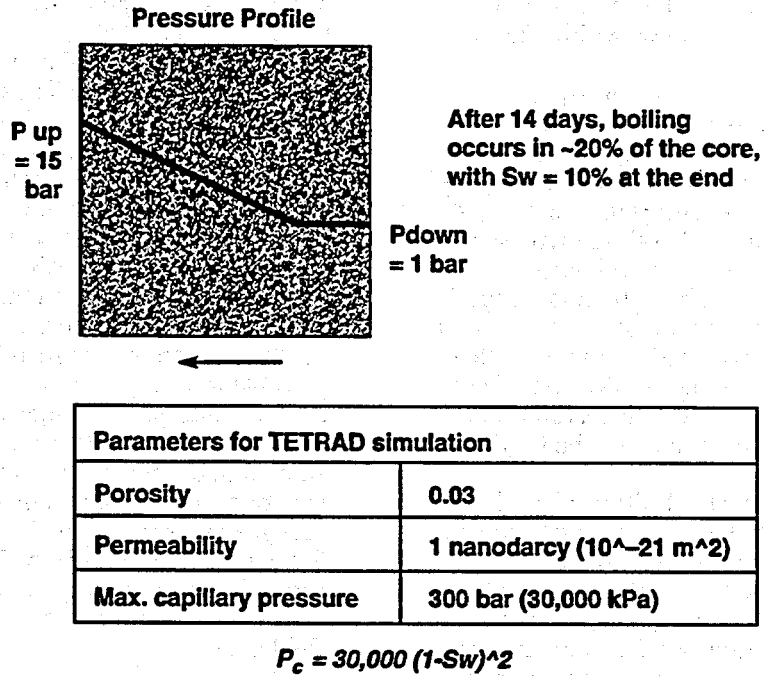 Pressure Profile
P up
= 15
bar
After 14 days, boiling
occurs in ~20% of the core,
with Sw = 10% at the end
Pdown
= 1 bar
Parameters for TETRAD simulation
Porosity 0.03
Permeability 1 nanodarcy (10^–21 m^2)
Max. capillary pressure 300 bar (30,000 kPa)
Pc = 30,000 (1-Sw)^2